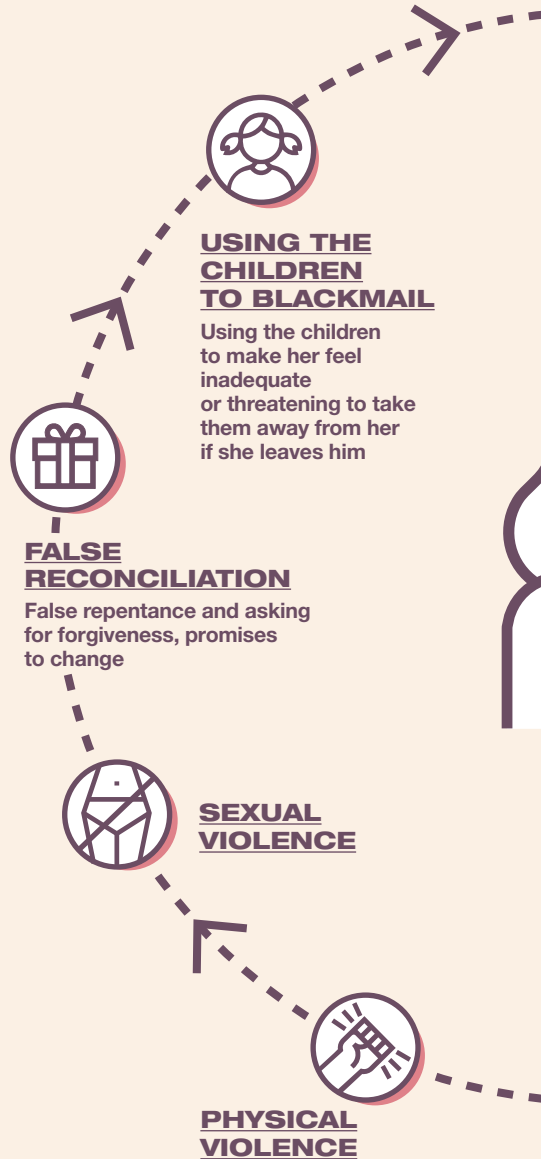 USING THE
CHILDREN
TO BLACKMAIL
Using the children
to make her feel
inadequate
or threatening to take
them away from her
if she leaves him
FALSE
RECONCILIATION
False repentance and asking
for forgiveness, promises
to change
SEXUAL
VIOLENCE
PHYSICAL
VIOLENCE